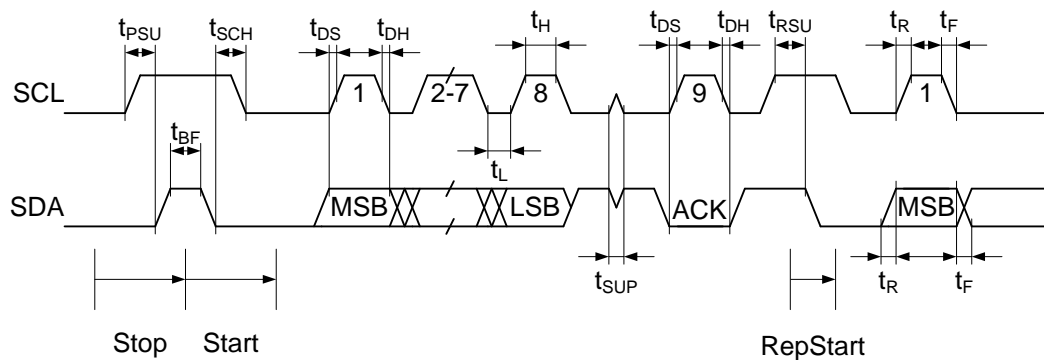 tPSU tSCH tDS tDH tH tDS tDH tRSU tR tF
SCL 1 2-7 8 9 1
tBF tL
SDA MSB LSB ACK MSB
tSUP tR tF
Stop Start RepStart